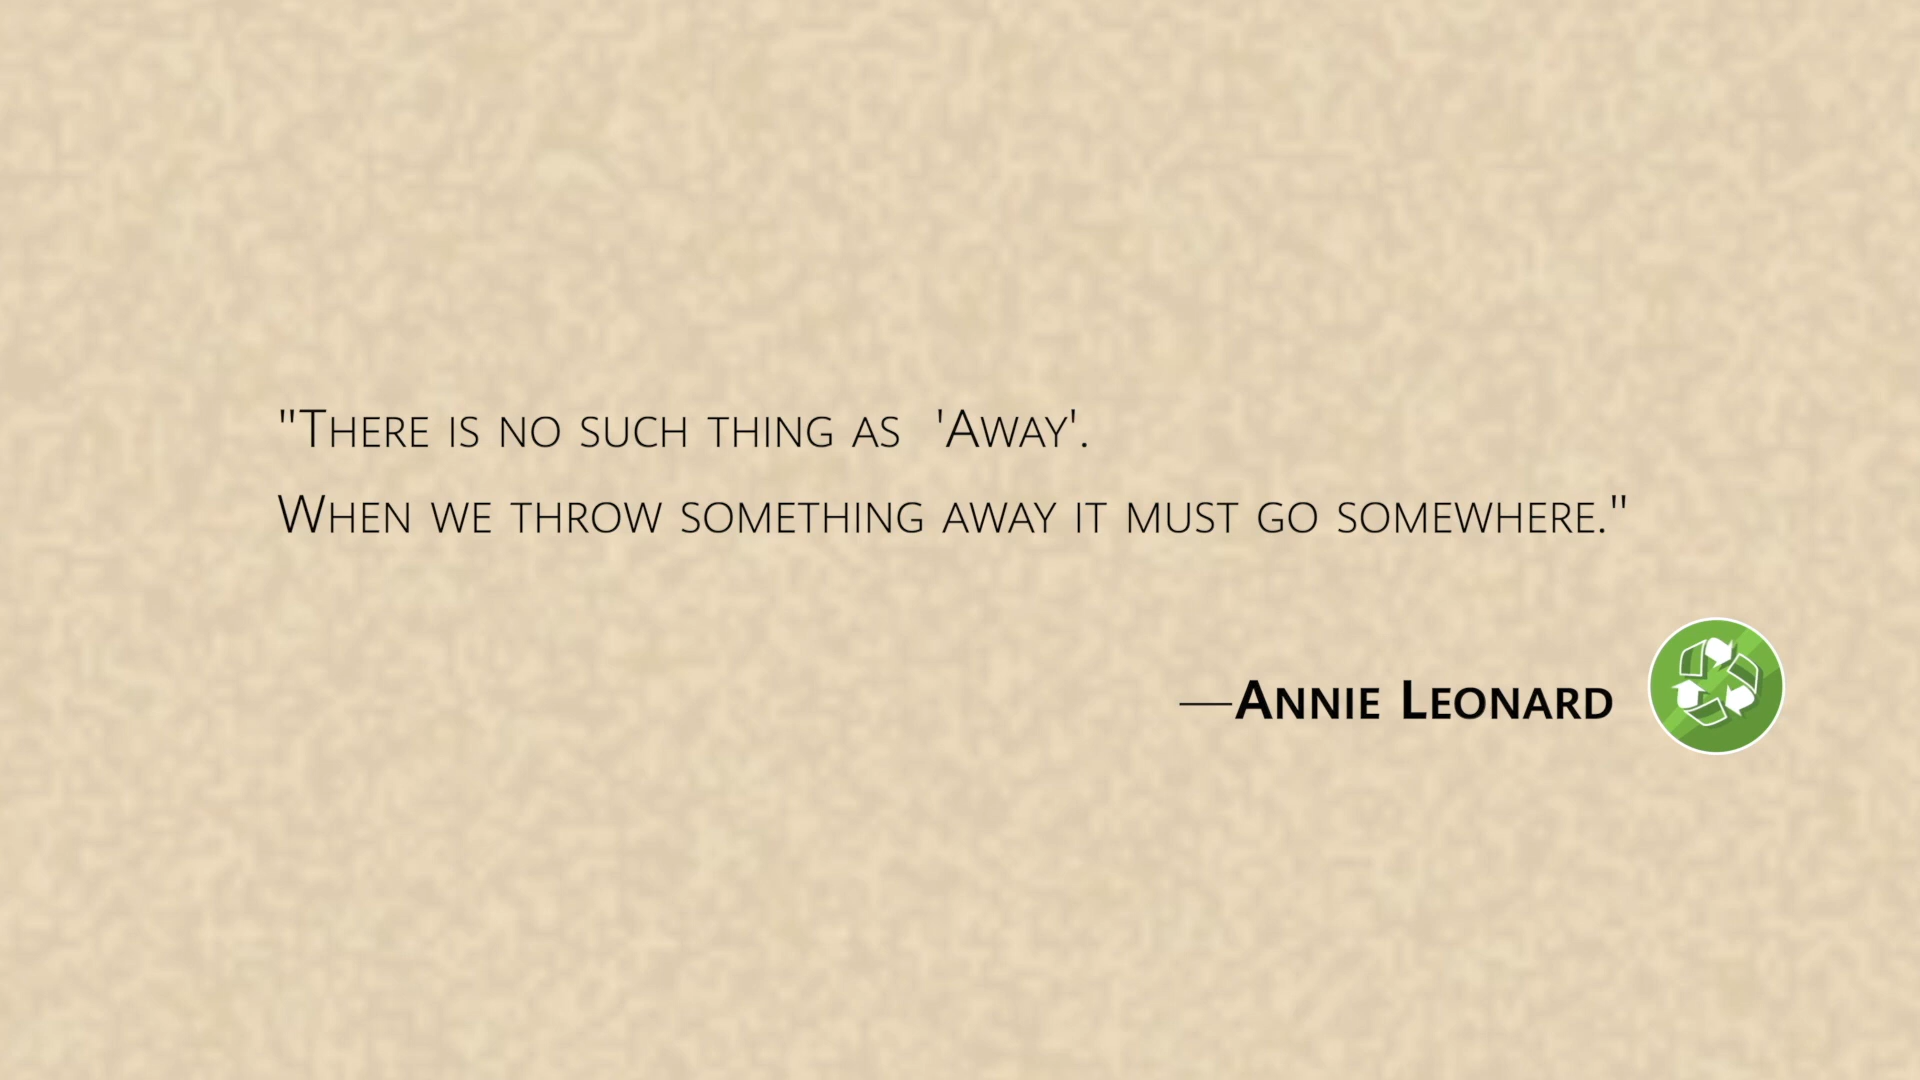 "There is no such thing as  'Away'.
When we throw something away it must go somewhere."
—Annie Leonard